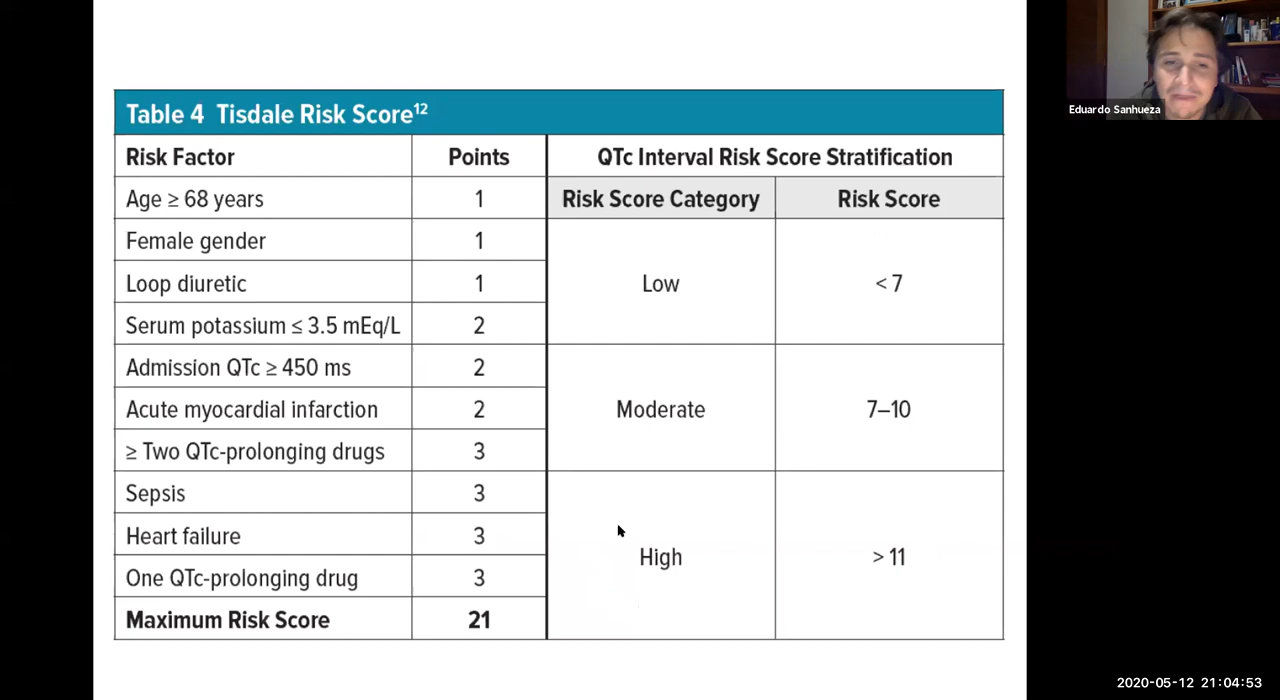 Eduardo Sanhueza
Table 4 Tisdale Risk Score12
Risk Factor Points QTc Interval Risk Score Stratification
Age ≥ 68 years 1 Risk Score Category Risk Score
Female gender 1
Loop diuretic 1 Low < 7
Serum potassium ≤ 3.5 mEq/L 2
Admission QTc ≥ 450 ms 2
Acute myocardial infarction 2 Moderate 7–10
≥ Two QTc-prolonging drugs 3
Sepsis 3
Heart failure 3
High > 11
One QTc-prolonging drug 3
Maximum Risk Score 21
2020-05-12 21:04:53